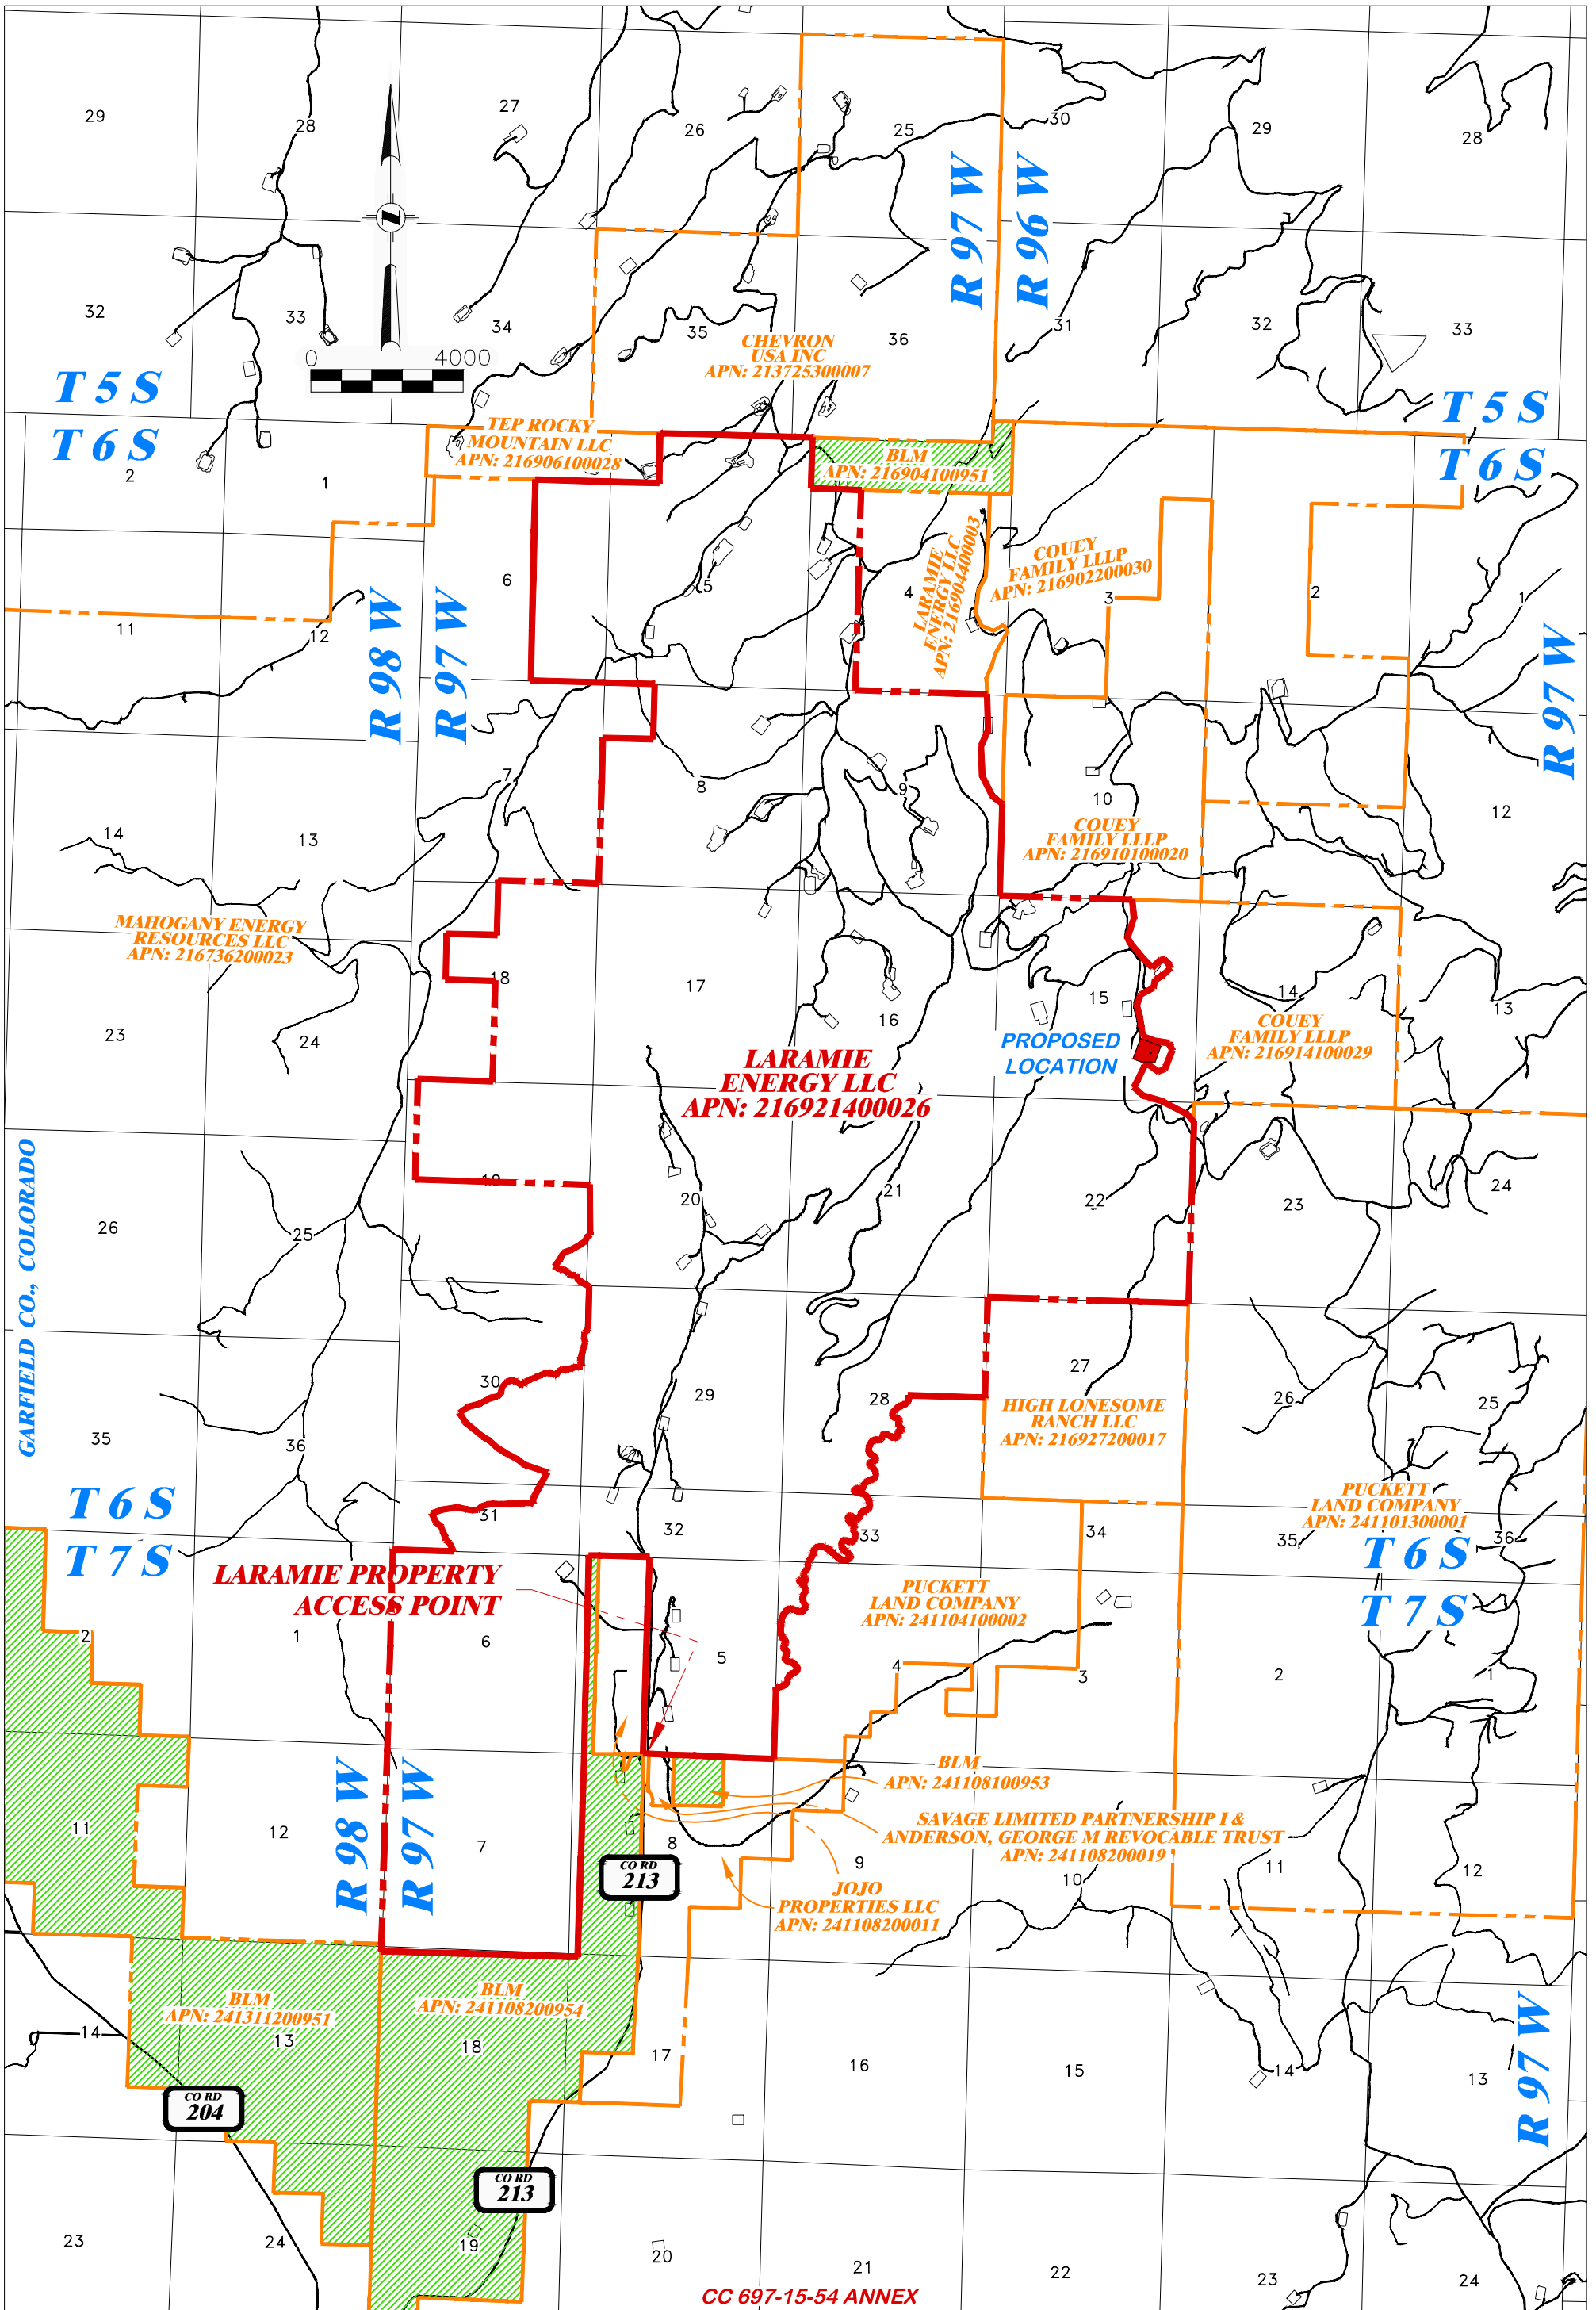 29
28
27
26
25
30
29
28
R 97 W
R 96 W
32
33
34
35
36
31
32
33
0 4000
CHEVRON
USA INC
APN: 213725300007
T 5 S
T 5 S
T 6 S
T 6 S
TEP ROCKY
MOUNTAIN LLC
APN: 216906100028
BLM
APN: 216904100951
2
1
6
5
4
3
2
1
LARAMIE
ENERGY LLC
APN: 216904400003
COUEY
FAMILY LLLP
APN: 216902200030
R 98 W
R 97 W
R 97 W
11
12
7
8
9
10
12
COUEY
FAMILY LLLP
APN: 216910100020
14
13
MAHOGANY ENERGY
RESOURCES LLC
APN: 216736200023
18
17
16
15
14
13
PROPOSED
LOCATION
COUEY
FAMILY LLLP
APN: 216914100029
23
24
LARAMIE
ENERGY LLC
APN: 216921400026
GARFIELD CO., COLORADO
19
20
21
22
23
24
26
25
30
29
28
27
26
25
HIGH LONESOME
RANCH LLC
APN: 216927200017
35
36
T 6 S
T 7 S
31
32
33
34
35
36
PUCKETT
LAND COMPANY
APN: 241101300001
T 6 S
T 7 S
LARAMIE PROPERTY
ACCESS POINT
PUCKETT
LAND COMPANY
APN: 241104100002
2
1
6
5
4
3
2
1
BLM
APN: 241108100953
SAVAGE LIMITED PARTNERSHIP I &
ANDERSON, GEORGE M REVOCABLE TRUST
APN: 241108200019
R 98 W
R 97 W
11
12
7
8
9
10
11
12
CO RD
213
JOJO
PROPERTIES LLC
APN: 241108200011
BLM
APN: 241311200951
BLM
APN: 241108200954
14
13
18
17
16
15
14
13
R 97 W
CO RD
204
CO RD
213
23
24
19
20
21
22
23
24
CC 697-15-54 ANNEX